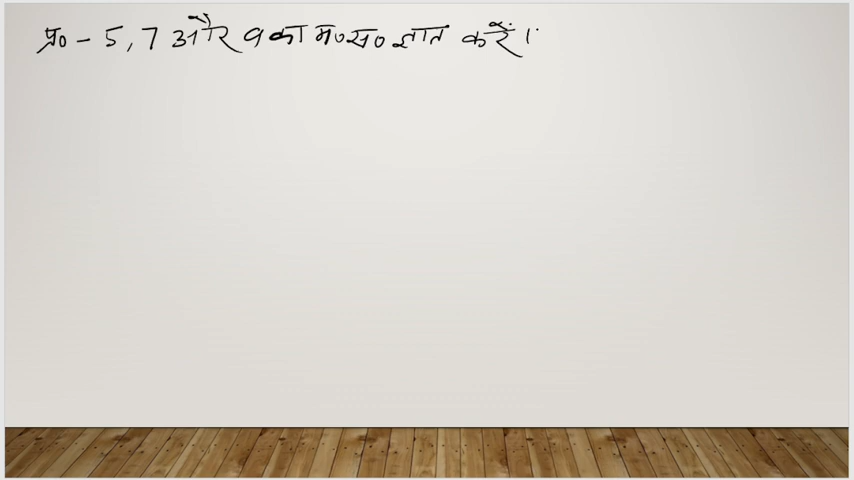 प्र० - 5, 7 और 9 का म०स० ज्ञात करें।